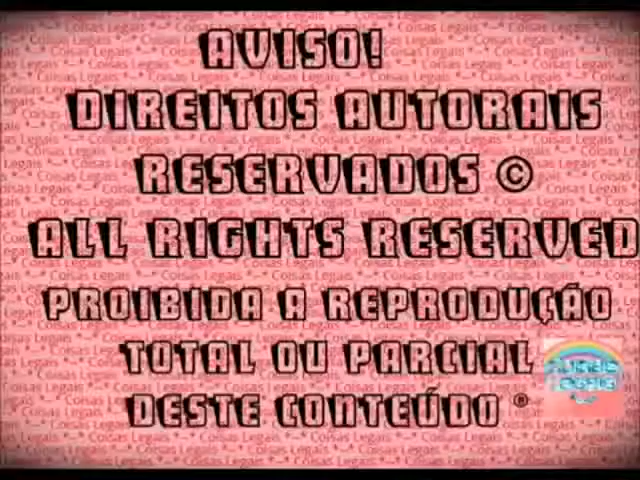 AVISO!
DIREITOS AUTORAIS
RESERVADOS ©
ALL RIGHTS RESERVED
PROIBIDA A REPRODUÇÃO
TOTAL OU PARCIAL
DESTE CONTEÚDO ®